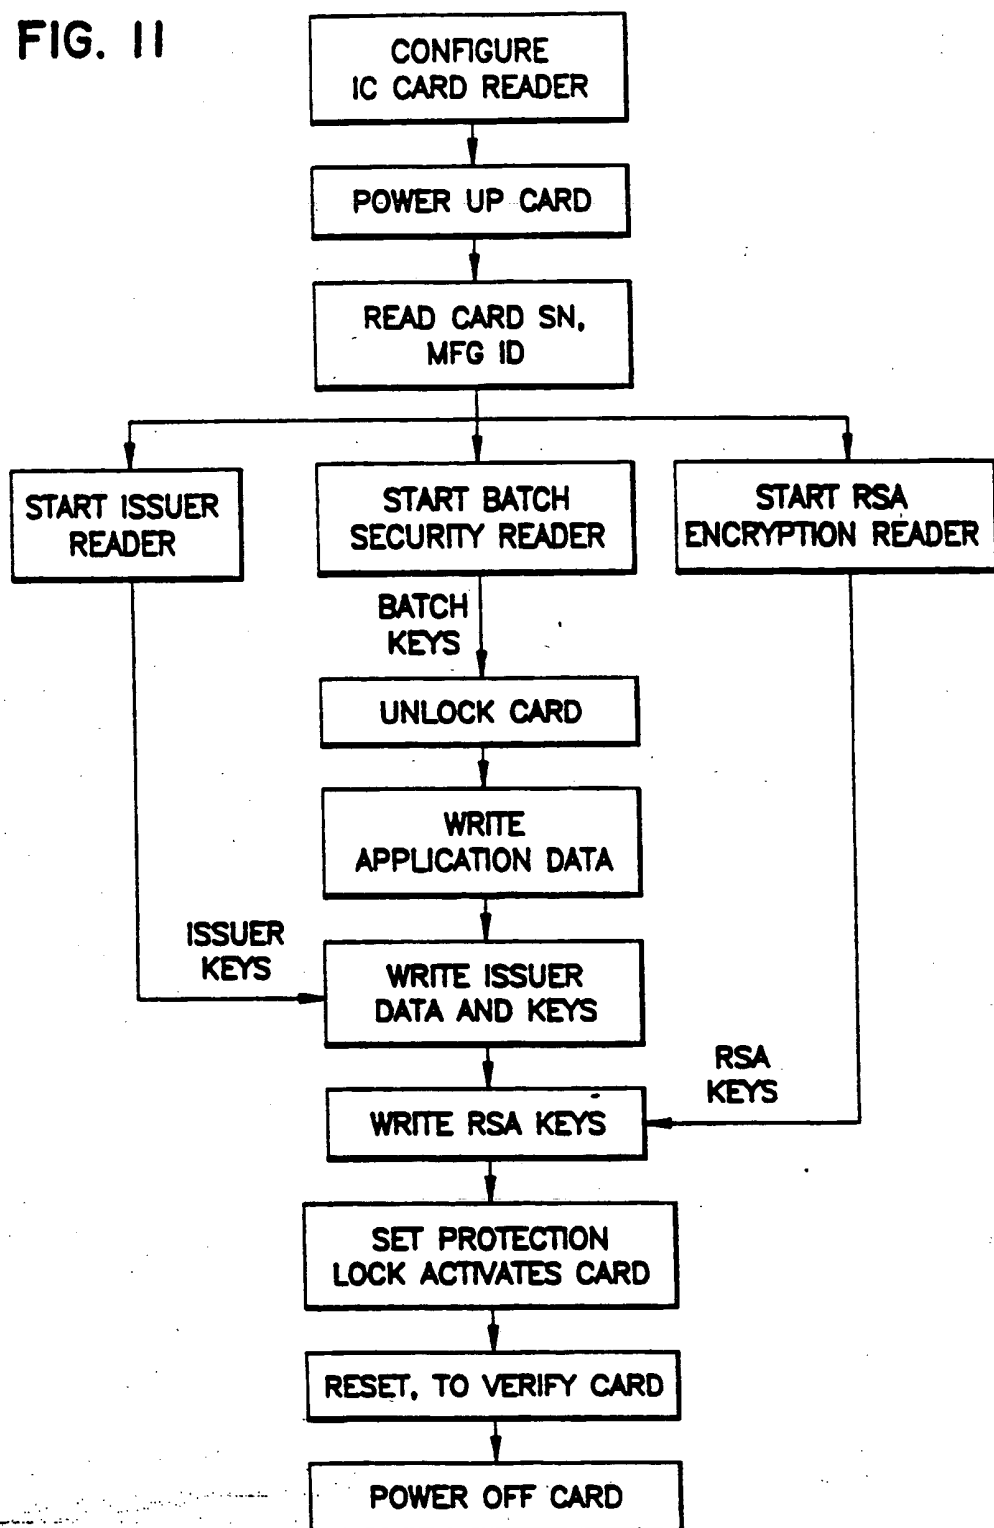 FIG. 11
CONFIGURE
IC CARD READER
POWER UP CARD
READ CARD SN,
MFG ID
START ISSUER
READER
START BATCH
SECURITY READER
START RSA
ENCRYPTION READER
BATCH
KEYS
UNLOCK CARD
WRITE
APPLICATION DATA
ISSUER
KEYS
WRITE ISSUER
DATA AND KEYS
RSA
KEYS
WRITE RSA KEYS
SET PROTECTION
LOCK ACTIVATES CARD
RESET, TO VERIFY CARD
POWER OFF CARD